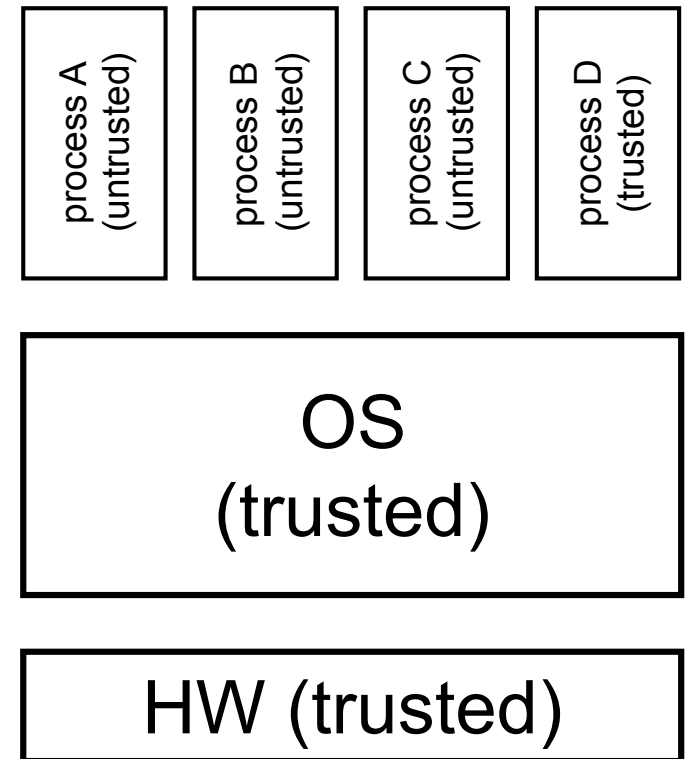 process A
(untrusted)
process B
(untrusted)
process C
(untrusted)
process D
(trusted)
OS
(trusted)
HW (trusted)